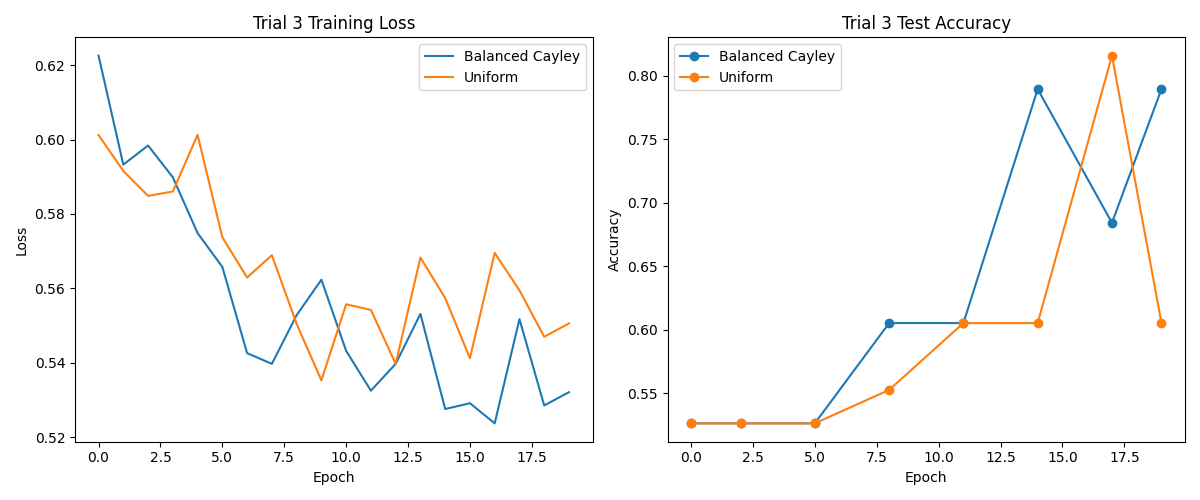 Trial 3 Training Loss
Balanced Cayley
Uniform
0.62
0.60
0.58
0.56
0.54
0.52
Loss
0.0 2.5 5.0 7.5 10.0 12.5 15.0 17.5
Epoch
Trial 3 Test Accuracy
Balanced Cayley
Uniform
0.80
0.75
0.70
0.65
0.60
0.55
Accuracy
0.0 2.5 5.0 7.5 10.0 12.5 15.0 17.5
Epoch